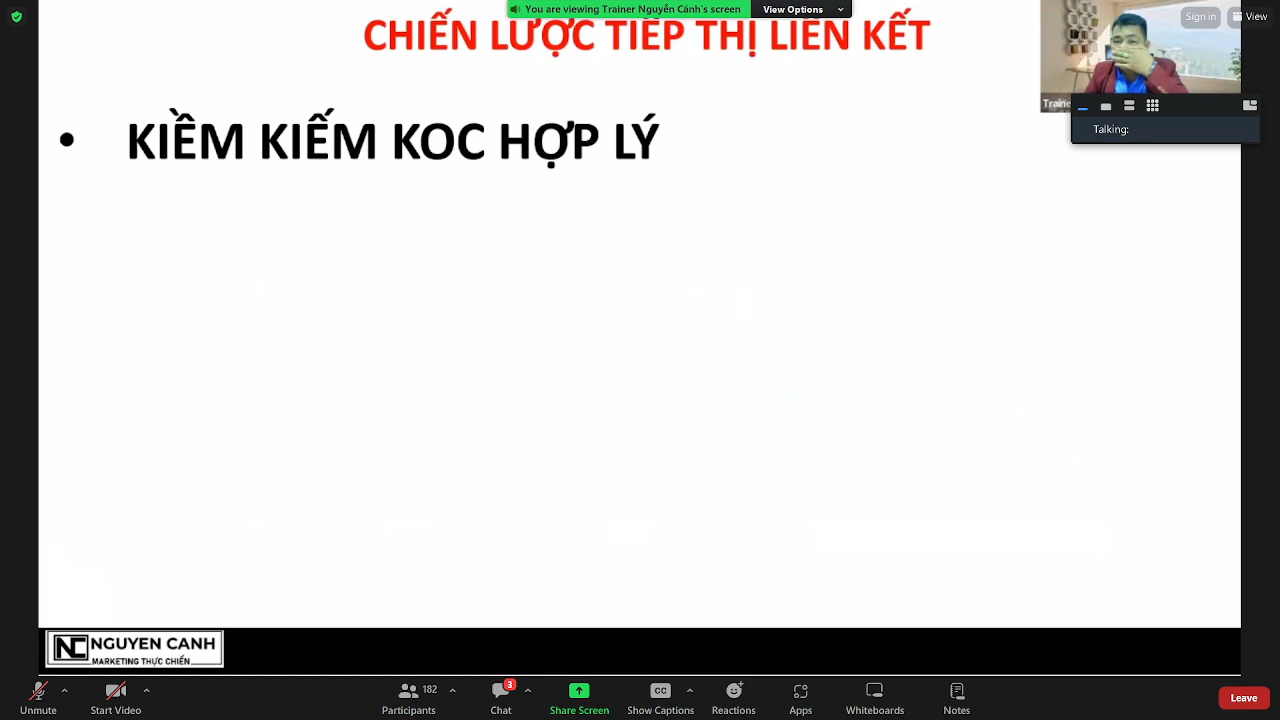 You are viewing Trainer Nguyễn Cảnh's screen
View Options
Sign in
View
CHIẾN LƯỢC TIẾP THỊ LIÊN KẾT
• KIỀM KIẾM KOC HỢP LÝ
Talking:
NC NGUYEN CANH
MARKETING THỰC CHIẾN
Unmute
Start Video
182
Participants
3
Chat
Share Screen
CC
Show Captions
Reactions
Apps
Whiteboards
Notes
Leave